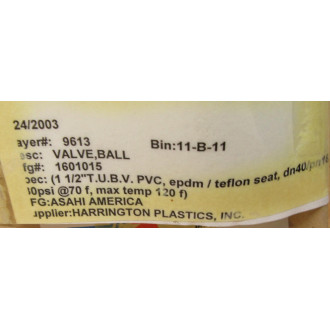 24/2003
ayer#: 9613 Bin:11-B-11
esc: VALVE,BALL
fg#: 1601015
pec: (1 1/2"T.U.B.V. PVC, epdm / teflon seat, dn40/
0psi @70 f, max temp 120 f)
FG:ASAHI AMERICA
upplier:HARRINGTON PLASTICS, INC.